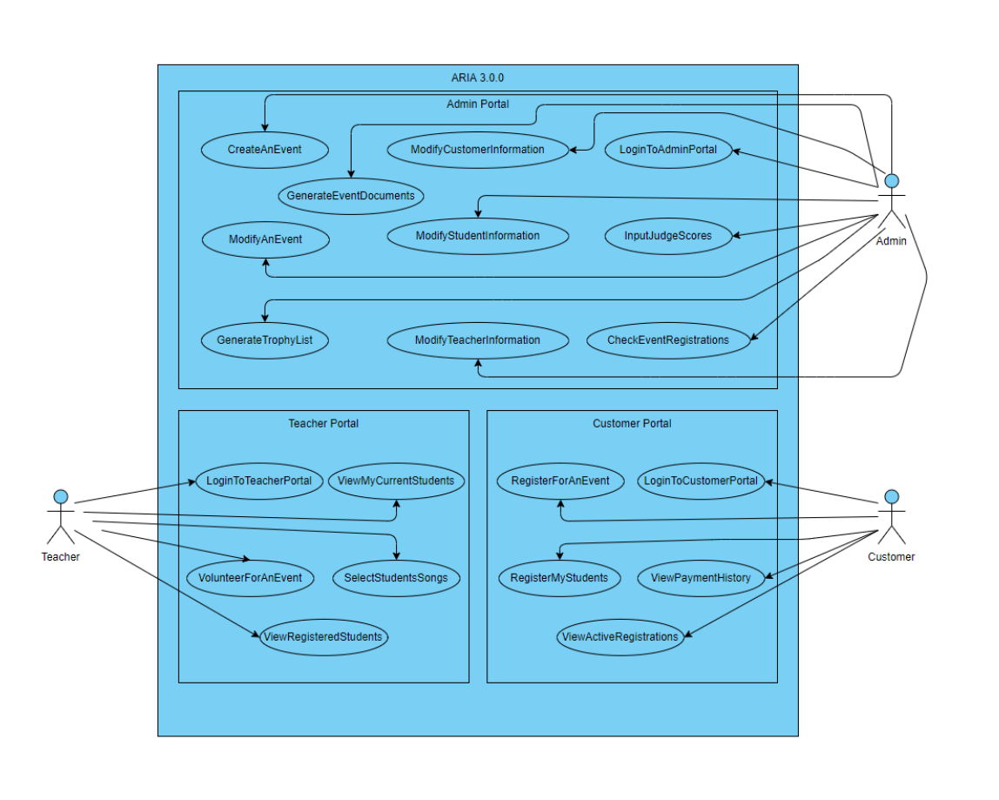 ARIA 3.0.0
Admin Portal
CreateAnEvent
ModifyCustomerInformation
LoginToAdminPortal
GenerateEventDocuments
ModifyAnEvent
ModifyStudentInformation
InputJudgeScores
Admin
GenerateTrophyList
ModifyTeacherInformation
CheckEventRegistrations
Teacher Portal
LoginToTeacherPortal
ViewMyCurrentStudents
Teacher
VolunteerForAnEvent
SelectStudentsSongs
ViewRegisteredStudents
Customer Portal
RegisterForAnEvent
LoginToCustomerPortal
Customer
RegisterMyStudents
ViewPaymentHistory
ViewActiveRegistrations